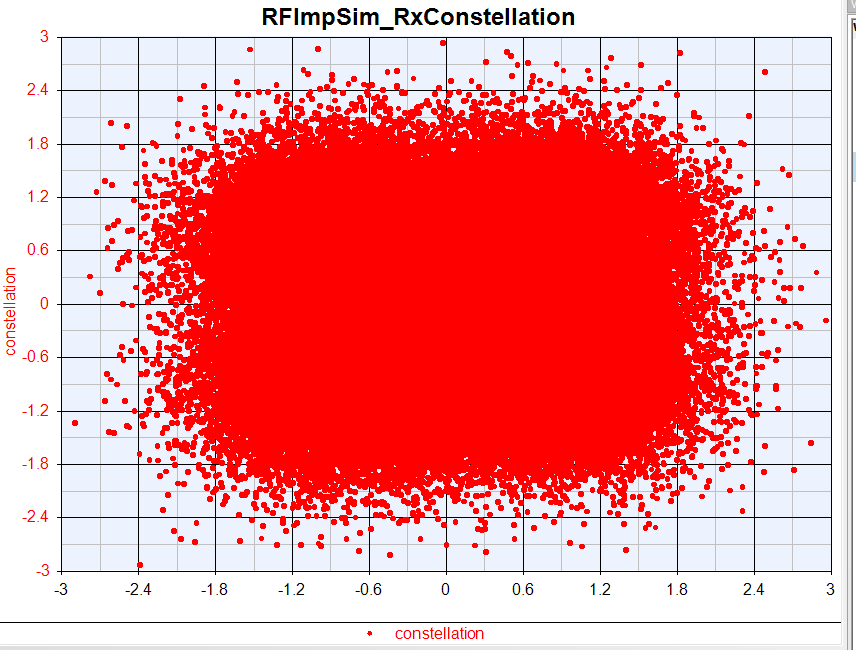 RFImpSim_RxConstellation
3
2.4
1.8
1.2
0.6
0
-0.6
-1.2
-1.8
-2.4
-3
constellation
-3 -2.4 -1.8 -1.2 -0.6 0 0.6 1.2 1.8 2.4 3
constellation